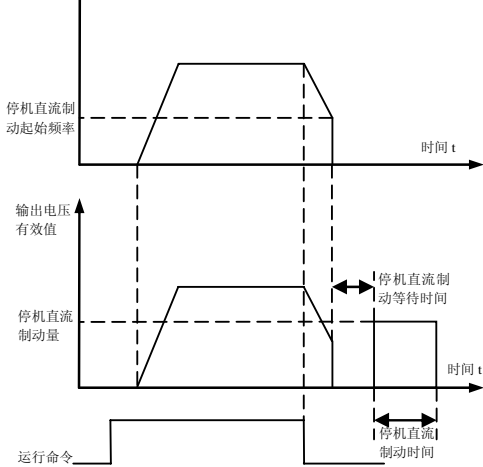 停机直流制
动起始频率
时间 t
输出电压
有效值
停机直流制
动等待时间
停机直流
制动量
时间 t
停机直流
制动时间
运行命令